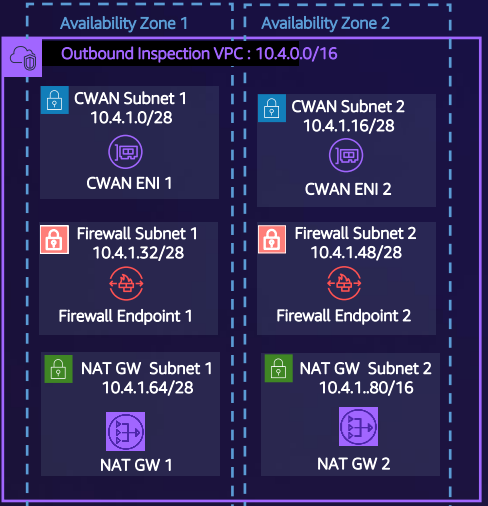 Availability Zone 1
Availability Zone 2
Outbound Inspection VPC : 10.4.0.0/16
CWAN Subnet 1
10.4.1.0/28
CWAN ENI 1
CWAN Subnet 2
10.4.1.16/28
CWAN ENI 2
Firewall Subnet 1
10.4.1.32/28
Firewall Endpoint 1
Firewall Subnet 2
10.4.1.48/28
Firewall Endpoint 2
NAT GW Subnet 1
10.4.1.64/28
NAT GW 1
NAT GW Subnet 2
10.4.1..80/16
NAT GW 2